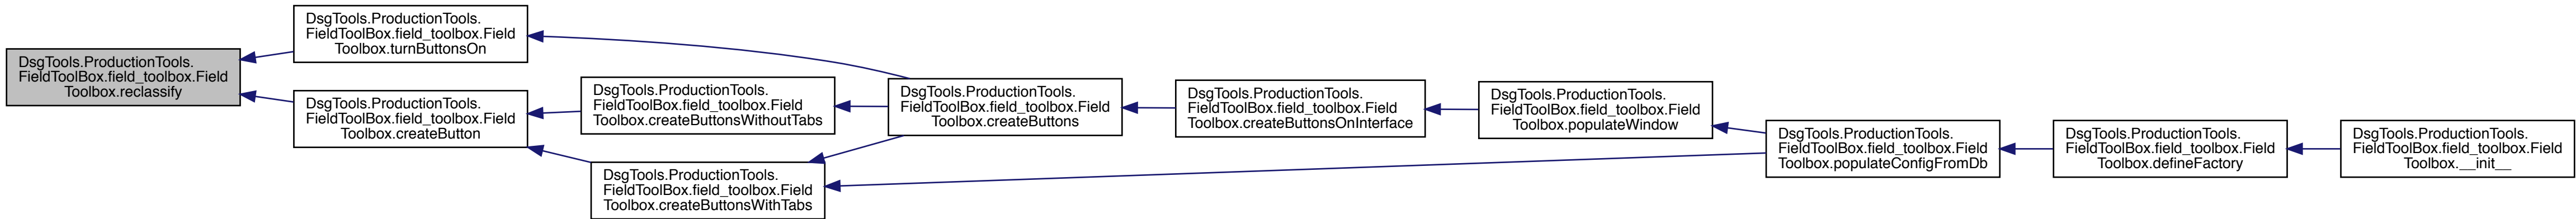 DsgTools.ProductionTools.
FieldToolBox.field_toolbox.Field
Toolbox.reclassify
DsgTools.ProductionTools.
FieldToolBox.field_toolbox.Field
Toolbox.turnButtonsOn
DsgTools.ProductionTools.
FieldToolBox.field_toolbox.Field
Toolbox.createButton
DsgTools.ProductionTools.
FieldToolBox.field_toolbox.Field
Toolbox.createButtonsWithoutTabs
DsgTools.ProductionTools.
FieldToolBox.field_toolbox.Field
Toolbox.createButtonsWithTabs
DsgTools.ProductionTools.
FieldToolBox.field_toolbox.Field
Toolbox.createButtons
DsgTools.ProductionTools.
FieldToolBox.field_toolbox.Field
Toolbox.createButtonsOnInterface
DsgTools.ProductionTools.
FieldToolBox.field_toolbox.Field
Toolbox.populateWindow
DsgTools.ProductionTools.
FieldToolBox.field_toolbox.Field
Toolbox.populateConfigFromDb
DsgTools.ProductionTools.
FieldToolBox.field_toolbox.Field
Toolbox.defineFactory
DsgTools.ProductionTools.
FieldToolBox.field_toolbox.Field
Toolbox.__init__